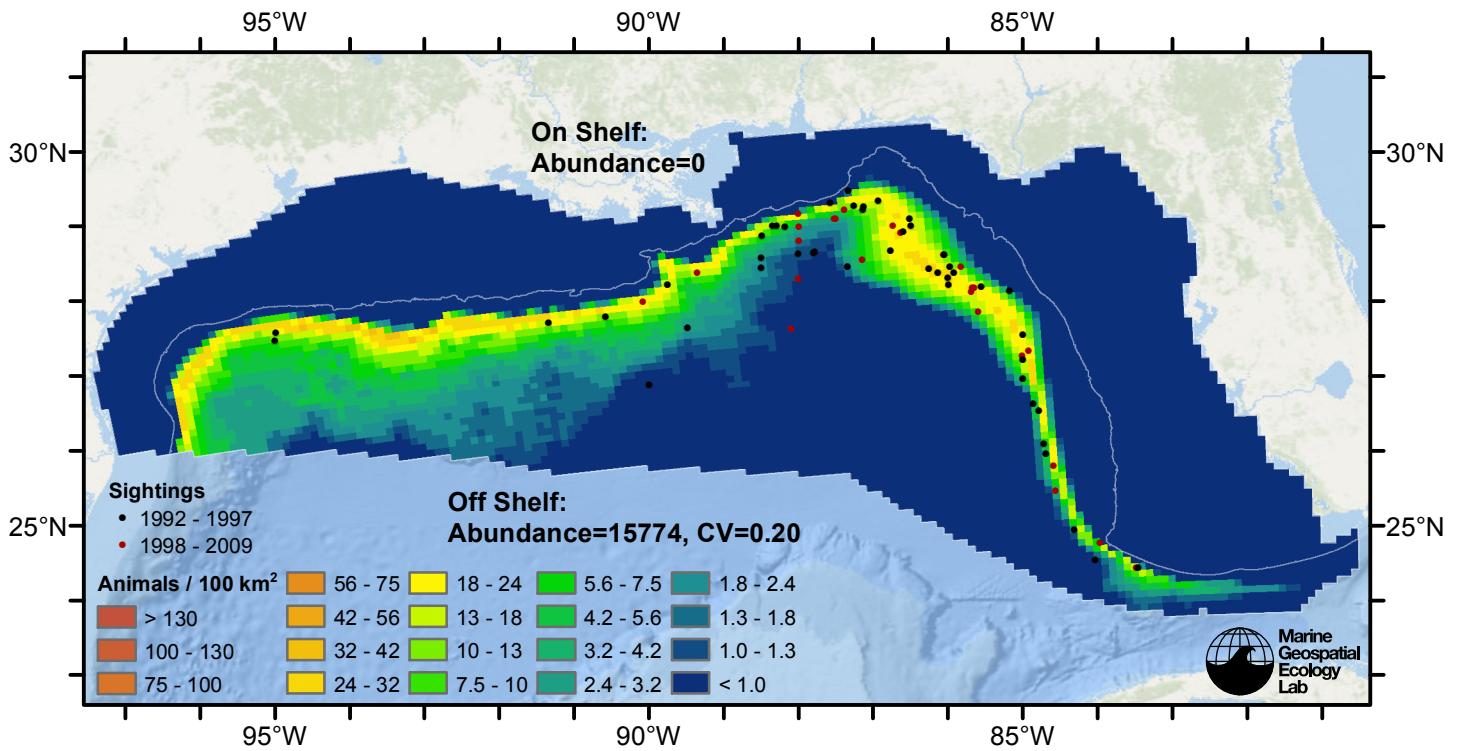 95°W 90°W 85°W
30°N 30°N
On Shelf:
Abundance=0
25°N 25°N
Off Shelf:
Abundance=15774, CV=0.20
Sightings
1992 - 1997
1998 - 2009
Animals / 100 km²
> 130
100 - 130
75 - 100
56 - 75
42 - 56
32 - 42
24 - 32
18 - 24
13 - 18
10 - 13
7.5 - 10
5.6 - 7.5
4.2 - 5.6
3.2 - 4.2
2.4 - 3.2
1.8 - 2.4
1.3 - 1.8
1.0 - 1.3
< 1.0
Marine
Geospatial
Ecology
Lab
95°W 90°W 85°W